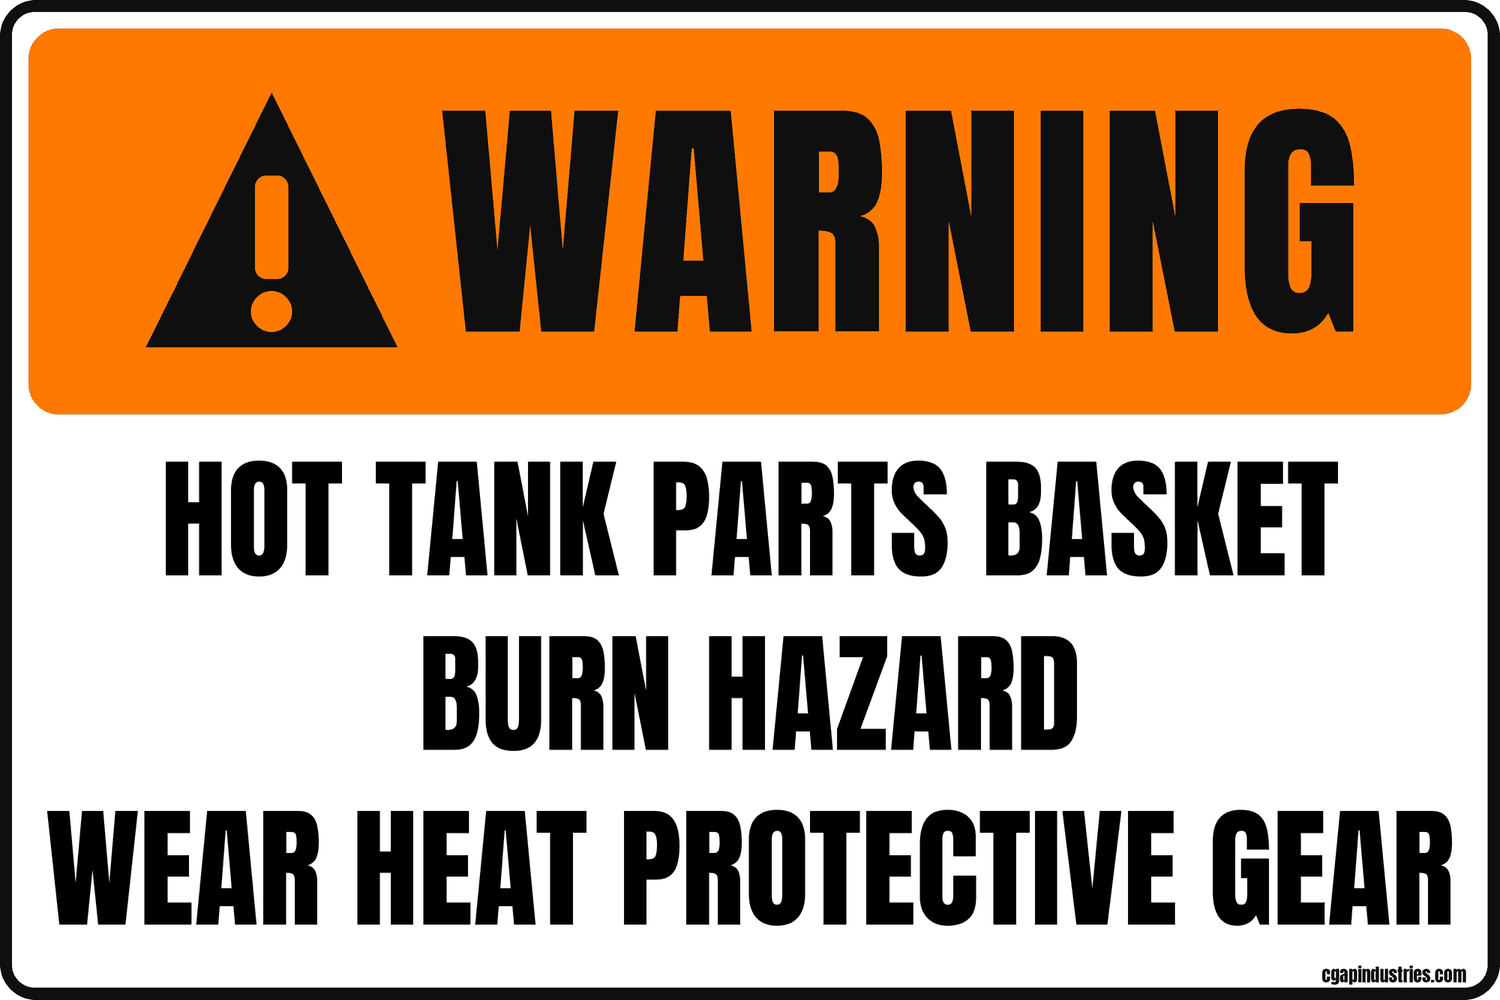 WARNING
HOT TANK PARTS BASKET
BURN HAZARD
WEAR HEAT PROTECTIVE GEAR
cgapindustries.com